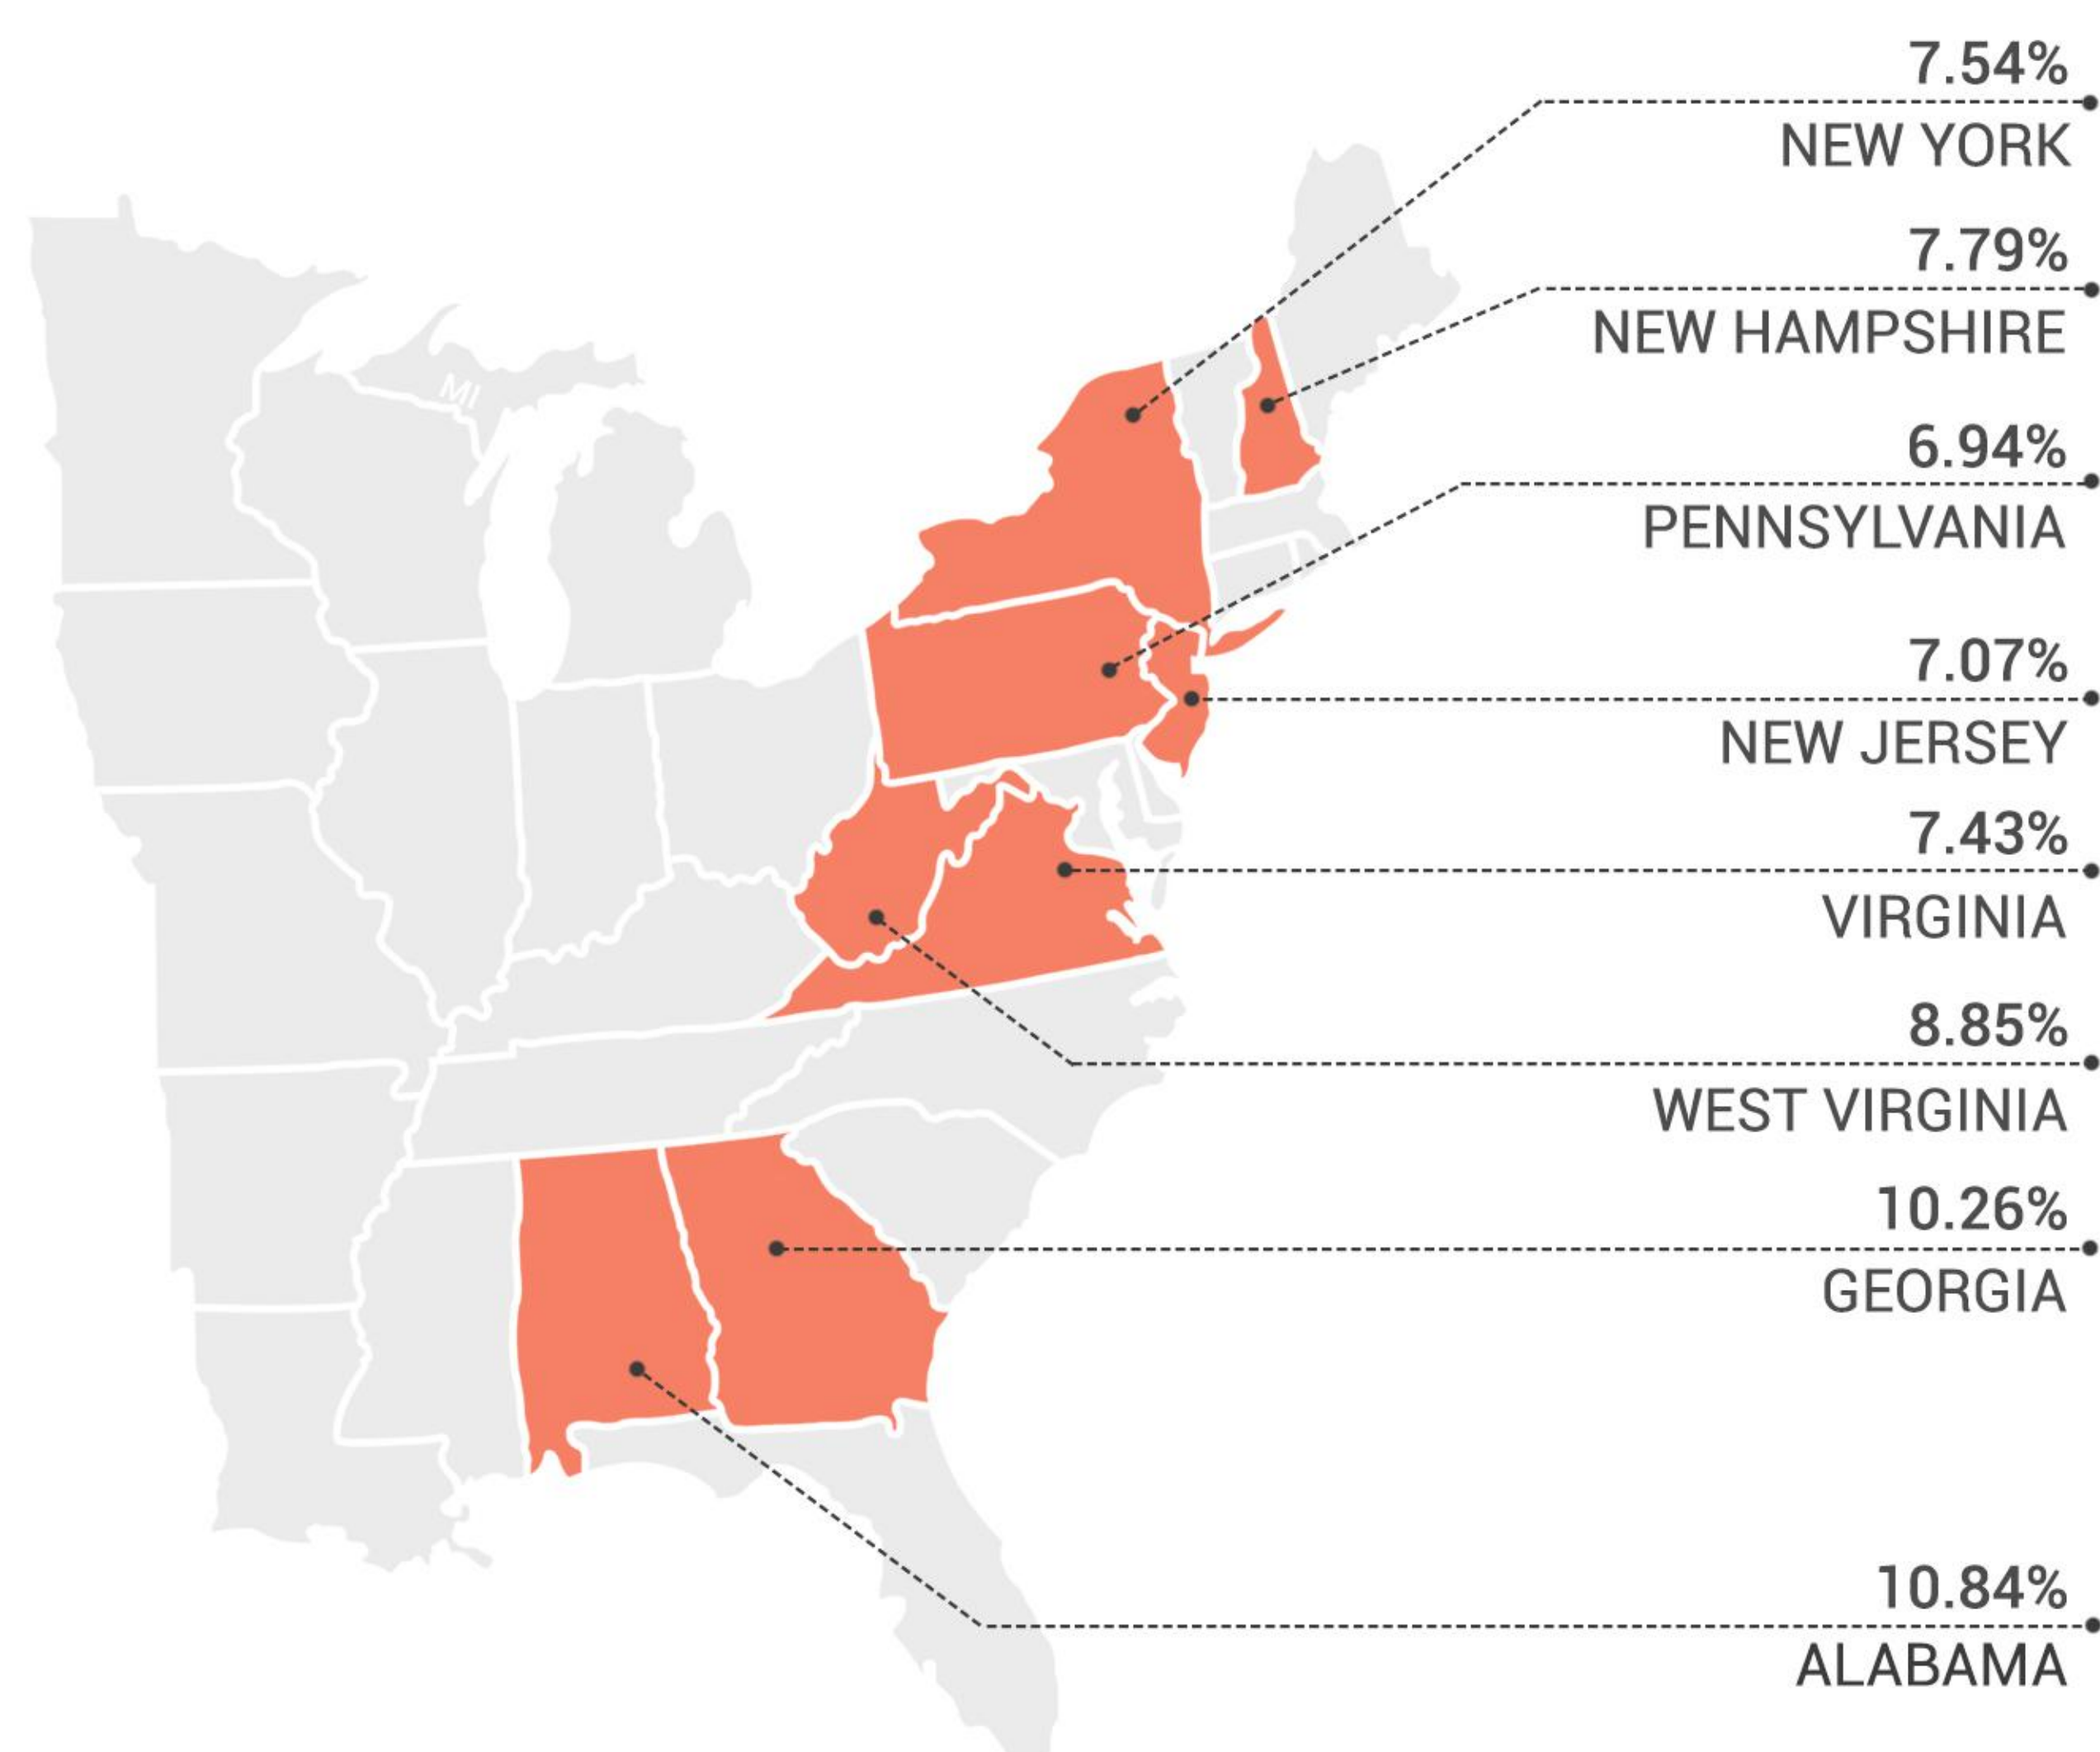 7.54%
NEW YORK
7.79%
NEW HAMPSHIRE
MI
6.94%
PENNSYLVANIA
7.07%
NEW JERSEY
7.43%
VIRGINIA
8.85%
WEST VIRGINIA
10.26%
GEORGIA
10.84%
ALABAMA